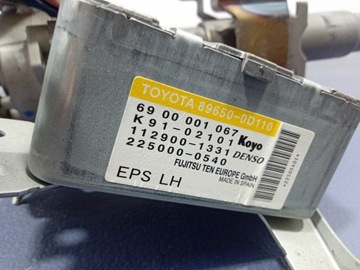 TOYOTA 89650-0D110
69 00 001 067
K 91-02101 Koyo
112900-1331 DENSO
225000-0540
FUJITSU TEN EUROPE GmbH
MADE IN SPAIN
EPS LH